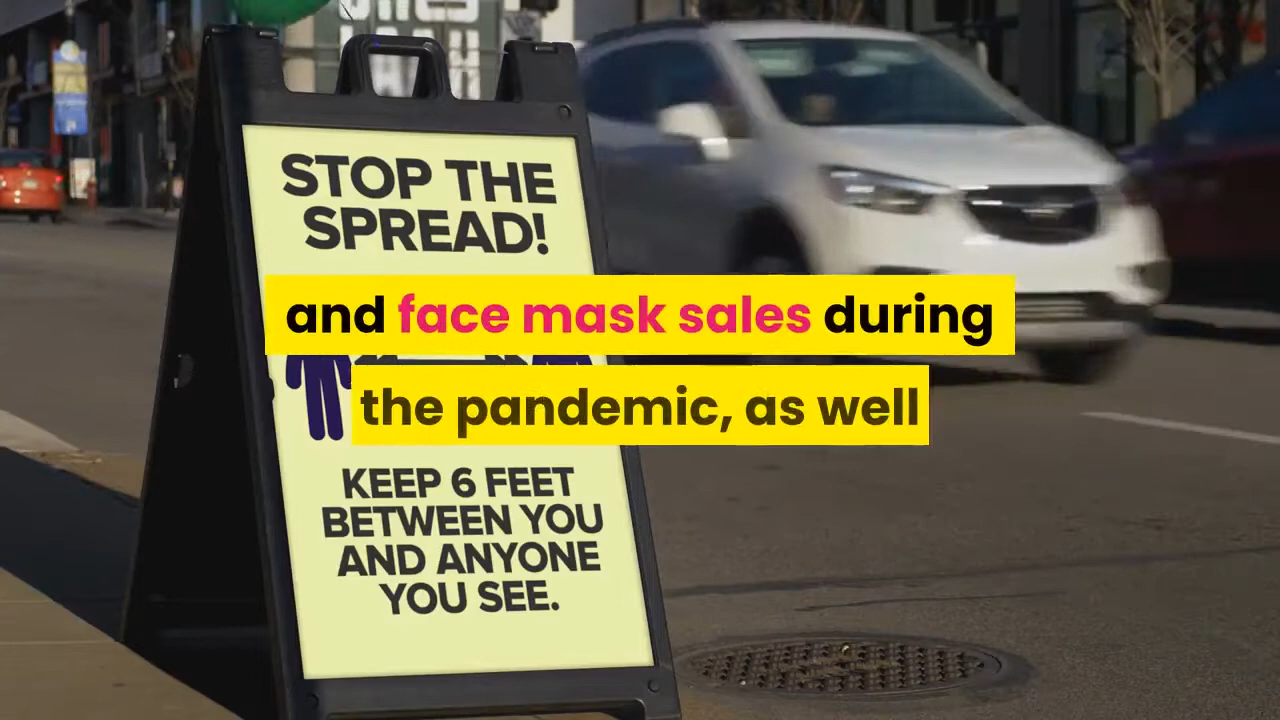 STOP THE
SPREAD!
and face mask sales during
the pandemic, as well
KEEP 6 FEET
BETWEEN YOU
AND ANYONE
YOU SEE.